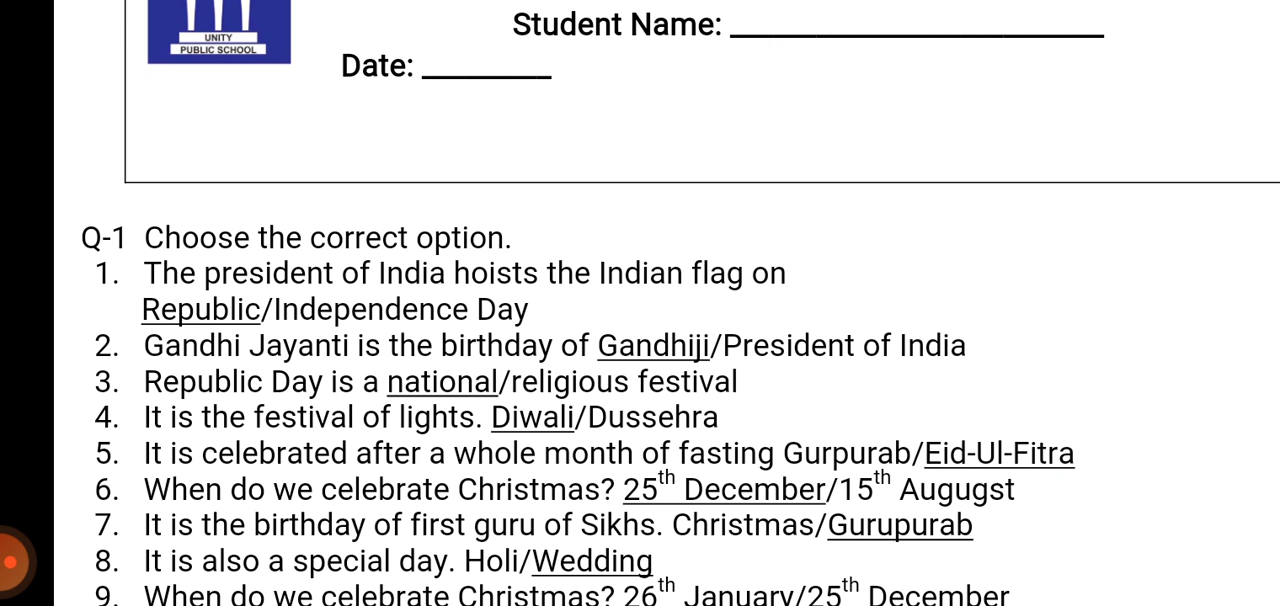 UNITY
PUBLIC SCHOOL
Student Name: __________________________
Date: _________
Q-1 Choose the correct option.
1. The president of India hoists the Indian flag on
Republic/Independence Day
2. Gandhi Jayanti is the birthday of Gandhiji/President of India
3. Republic Day is a national/religious festival
4. It is the festival of lights. Diwali/Dussehra
5. It is celebrated after a whole month of fasting Gurpurab/Eid-Ul-Fitra
6. When do we celebrate Christmas? 25th December/15th Augugst
7. It is the birthday of first guru of Sikhs. Christmas/Gurupurab
8. It is also a special day. Holi/Wedding
9. When do we celebrate Christmas? 26th January/25th December